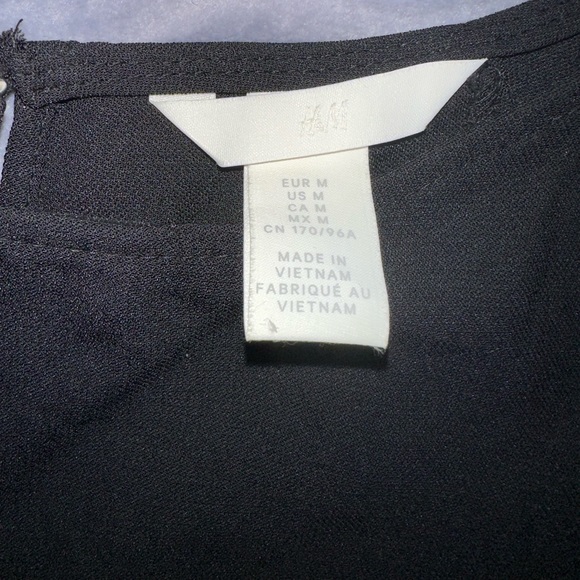 H&M
EUR M
US M
CA M
MX M
CN 170/96A
MADE IN
VIETNAM
FABRIQUÉ AU
VIETNAM